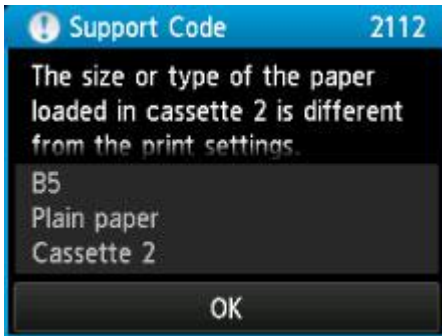 Support Code 2112
The size or type of the paper
loaded in cassette 2 is different
from the print settings.
B5
Plain paper
Cassette 2
OK